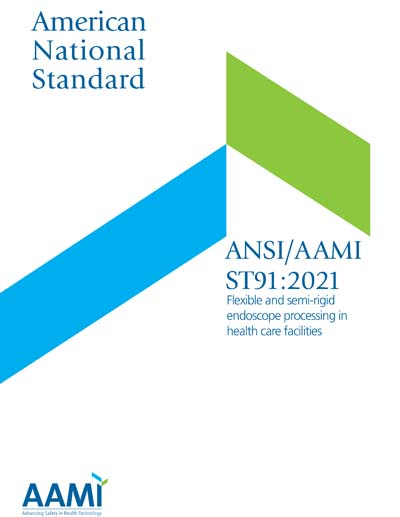 American
National
Standard
ANSI/AAMI
ST91:2021
Flexible and semi-rigid
endoscope processing in
health care facilities
AAMI
Advancing Safety in Health Technology